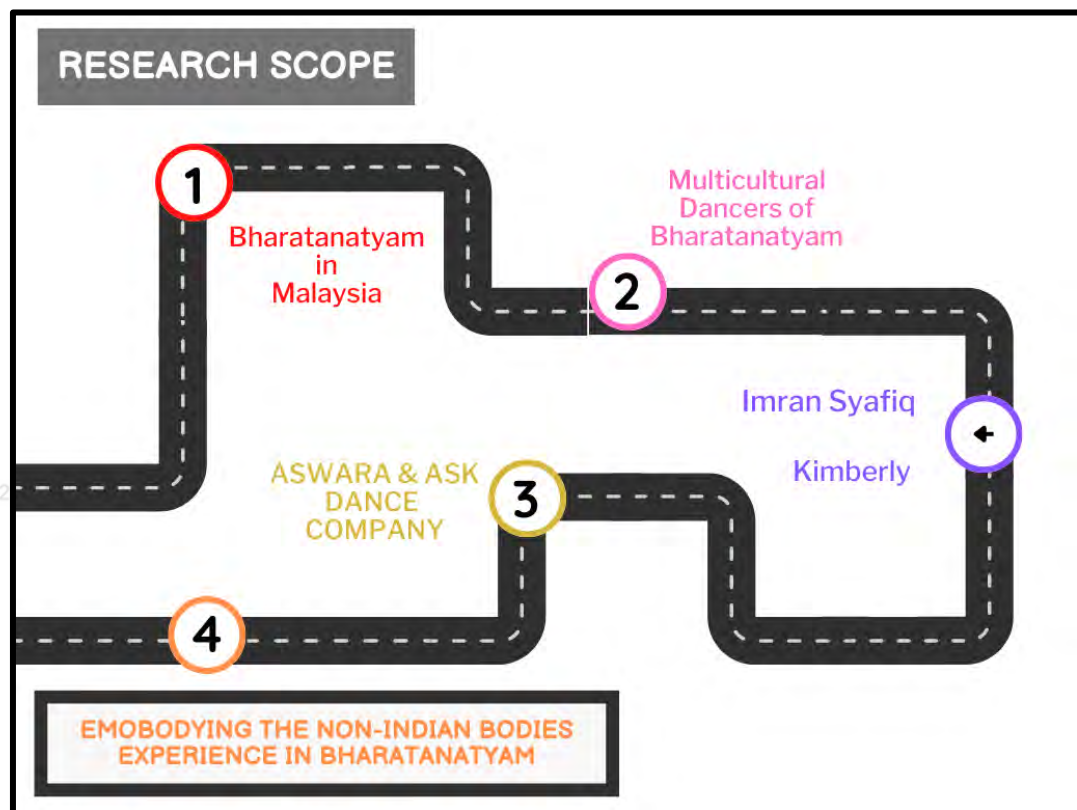 RESEARCH SCOPE
1
Bharatanatyam
in
Malaysia
Multicultural
Dancers of
Bharatanatyam
2
Imran Syafiq
Kimberly
ASWARA & ASK
DANCE
COMPANY
3
4
EMOBODYING THE NON-INDIAN BODIES
EXPERIENCE IN BHARATANATYAM